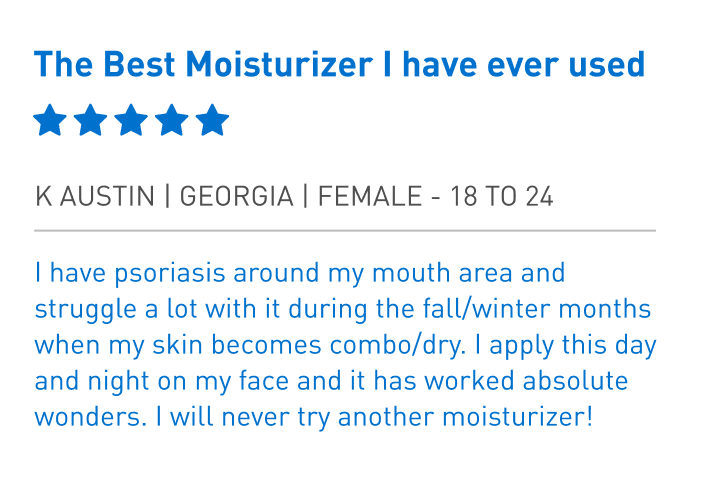 The Best Moisturizer I have ever used
K AUSTIN | GEORGIA | FEMALE - 18 TO 24
I have psoriasis around my mouth area and
struggle a lot with it during the fall/winter months
when my skin becomes combo/dry. I apply this day
and night on my face and it has worked absolute
wonders. I will never try another moisturizer!